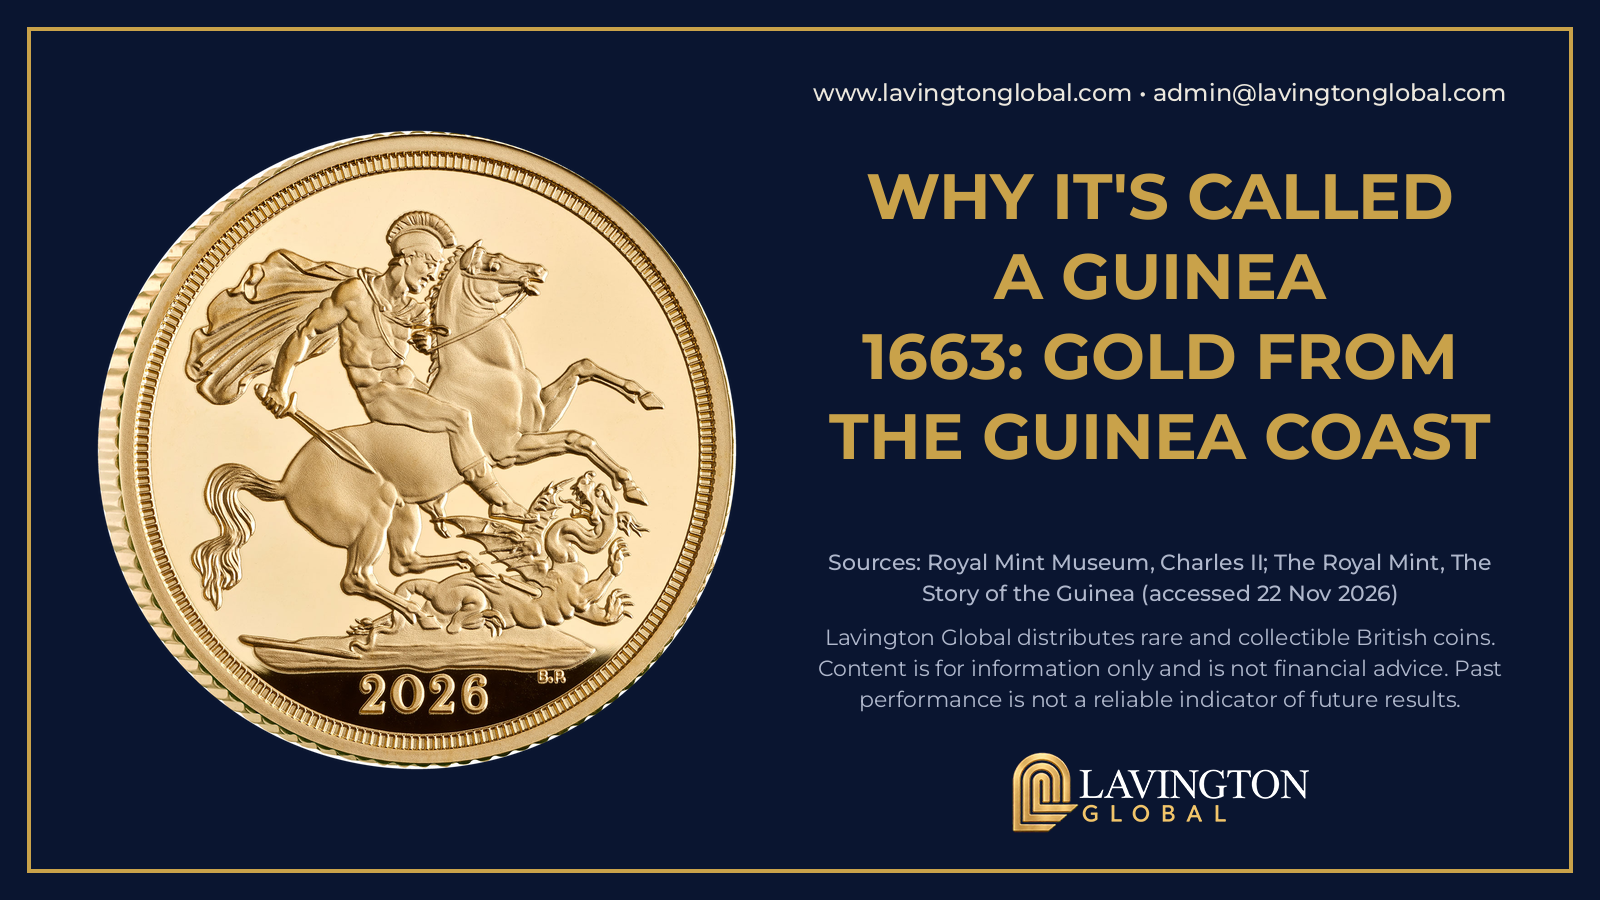 www.lavingtonglobal.com • admin@lavingtonglobal.com
WHY IT'S CALLED
A GUINEA
1663: GOLD FROM
THE GUINEA COAST
Sources: Royal Mint Museum, Charles II; The Royal Mint, The
Story of the Guinea (accessed 22 Nov 2026)
Lavington Global distributes rare and collectible British coins.
Content is for information only and is not financial advice. Past
performance is not a reliable indicator of future results.
2026
B.P.
LAVINGTON
GLOBAL